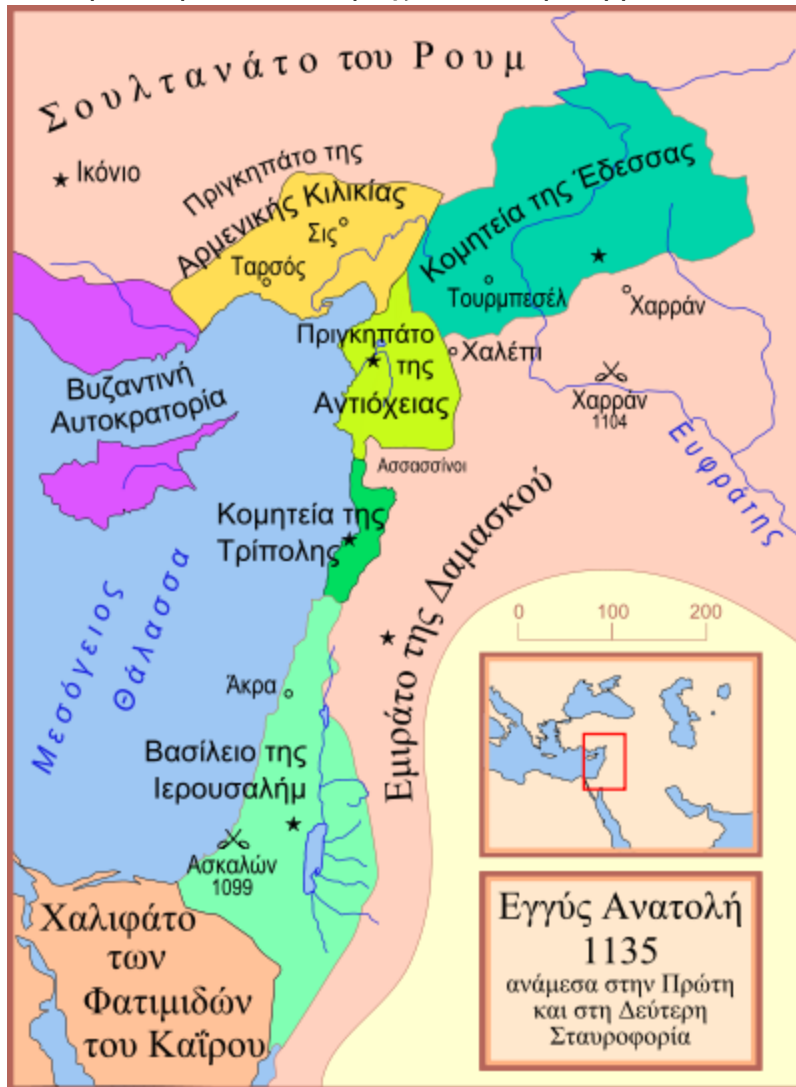 Σουλτανάτο του Ρουμ
Ικόνιο
Πριγκηπάτο της
Αρμενικής Κιλικίας
Σις
Ταρσός
Κομητεία της Έδεσσας
Τουρμπεσέλ
Χαρράν
Πριγκηπάτο
της
Αντιόχειας
Χαλέπι
Χαρράν
1104
Βυζαντινή
Αυτοκρατορία
Ασσασσίνοι
Ευφράτης
Κομητεία της
Τρίπολης
Μεσόγειος
Θάλασσα
Εμιράτο της Δαμασκού
0 100 200
Άκρα
Βασίλειο της
Ιερουσαλήμ
Ασκαλών
1099
Χαλιφάτο
των
Φατιμιδών
του Καΐρου
Εγγύς Ανατολή
1135
ανάμεσα στην Πρώτη
και στη Δεύτερη
Σταυροφορία